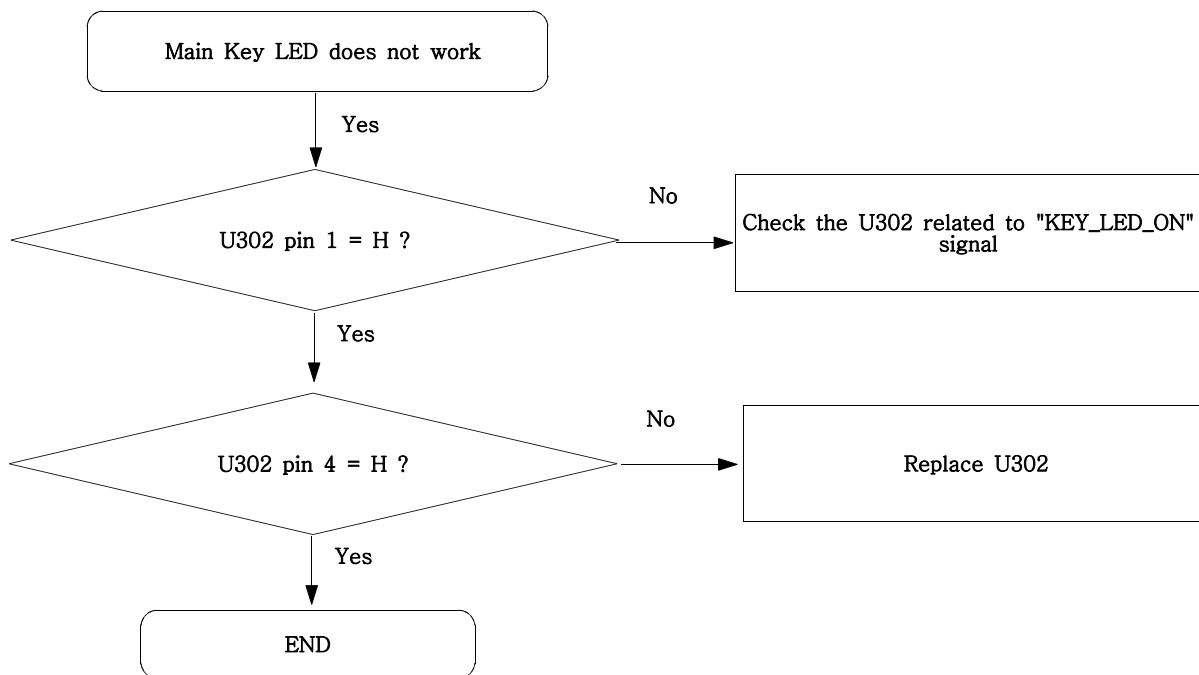 Main Key LED does not work
Yes
U302 pin 1 = H ?
No
Check the U302 related to "KEY_LED_ON"
signal
Yes
U302 pin 4 = H ?
No
Replace U302
Yes
END